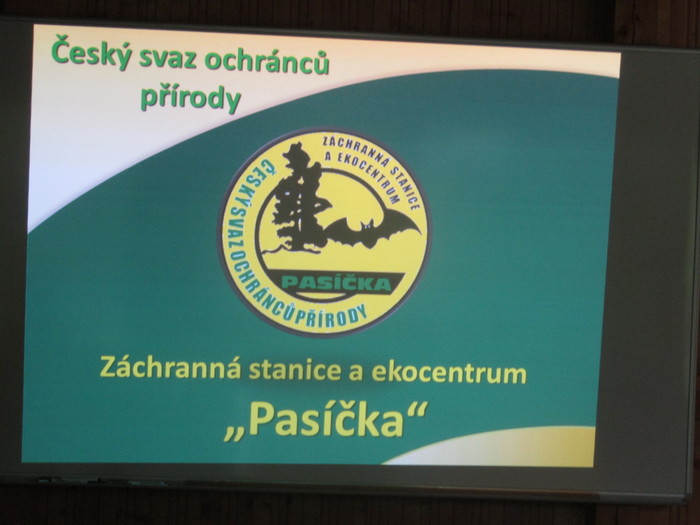 Český svaz ochránců
přírody
ZÁCHRANNÁ STANICE
A EKOCENTRUM
ČESKÝ SVAZ OCHRÁNCŮ PŘÍRODY
PASÍČKA
Záchranná stanice a ekocentrum
„Pasíčka“